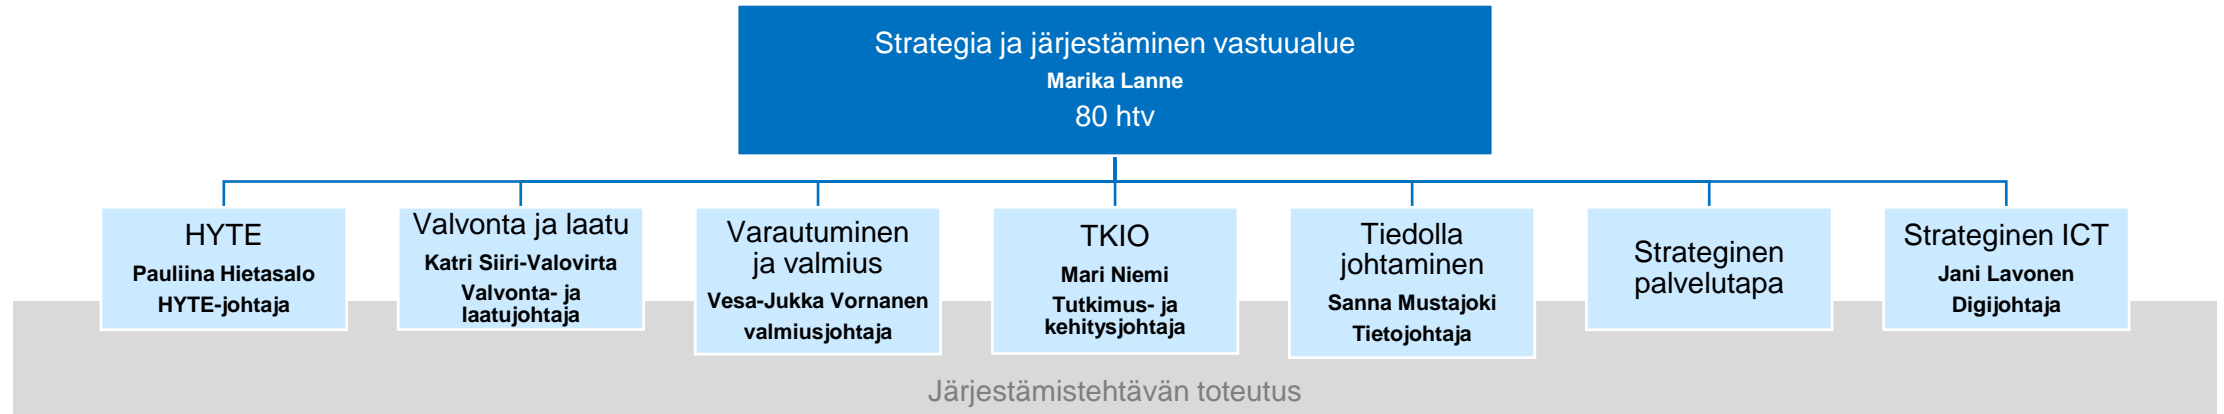 Strategia ja järjestäminen vastuualue
Marika Lanne
80 htv
HYTE
Pauliina Hietasalo
HYTE-johtaja
Valvonta ja laatu
Katri Siiri-Valovirta
Valvonta- ja
laatujohtaja
Varautuminen
ja valmius
Vesa-Jukka Vornanen
valmiusjohtaja
TKIO
Mari Niemi
Tutkimus- ja
kehitysjohtaja
Tiedolla
johtaminen
Sanna Mustajoki
Tietojohtaja
Strateginen
palvelutapa
Strateginen ICT
Jani Lavonen
Digijohtaja
Järjestämistehtävän toteutus